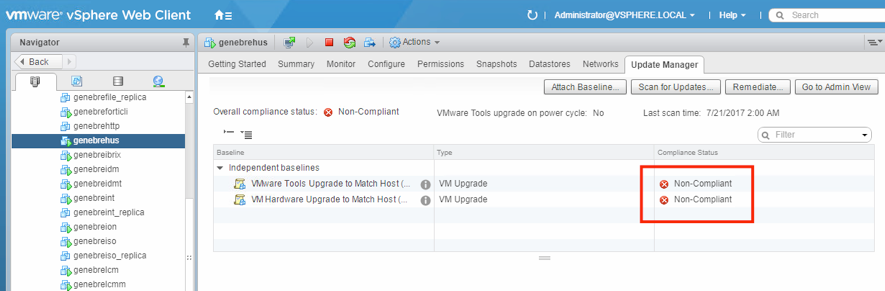 vmware® vSphere Web Client
Administrator@VSPHERE.LOCAL
Help
Search
Navigator
Back
genebrefile_replica
genebreforticli
genebrehttp
genebrehus
genebreibrix
genebreidm
genebreidmt
genebreint
genebreint_replica
genebreion
genebreiso
genebreiso_replica
genebrelcm
genebrelcmm
genebrehus
Actions
Getting Started
Summary
Monitor
Configure
Permissions
Snapshots
Datastores
Networks
Update Manager
Attach Baseline...
Scan for Updates...
Remediate...
Go to Admin View
Overall compliance status: Non-Compliant
VMware Tools upgrade on power cycle: No
Last scan time: 7/21/2017 2:00 AM
Filter
Baseline Type Compliance Status
Independent baselines
VMware Tools Upgrade to Match Host (... VM Upgrade Non-Compliant
VM Hardware Upgrade to Match Host (... VM Upgrade Non-Compliant